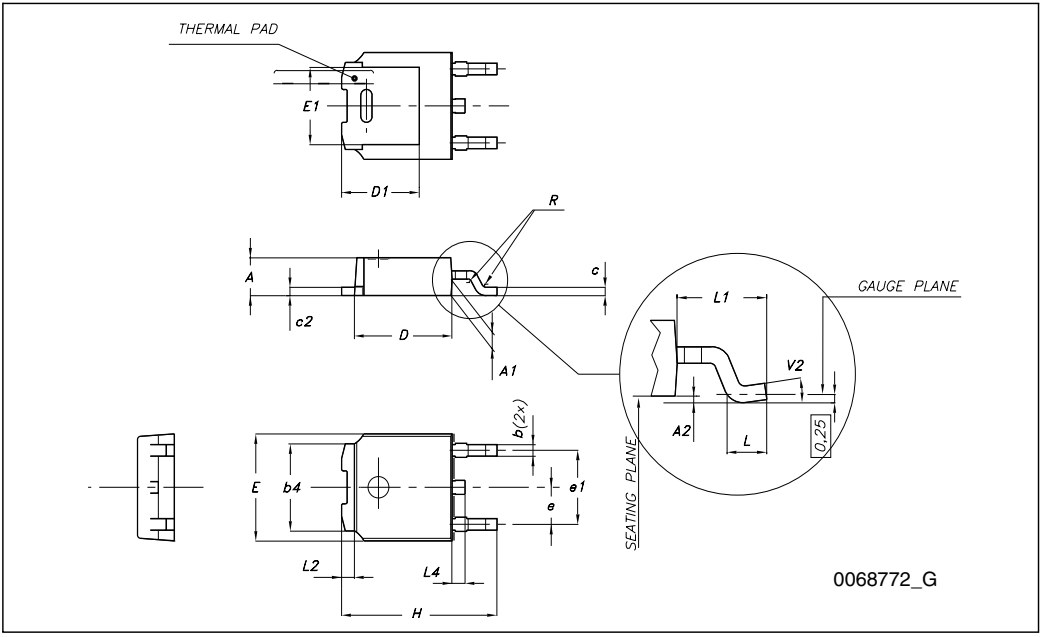 THERMAL PAD
E1
D1
R
A
c
c2
D
A1
L1
GAUGE PLANE
V2
A2
L
0,25
SEATING PLANE
b(2x)
E
b4
e
e1
L2
L4
H
0068772_G